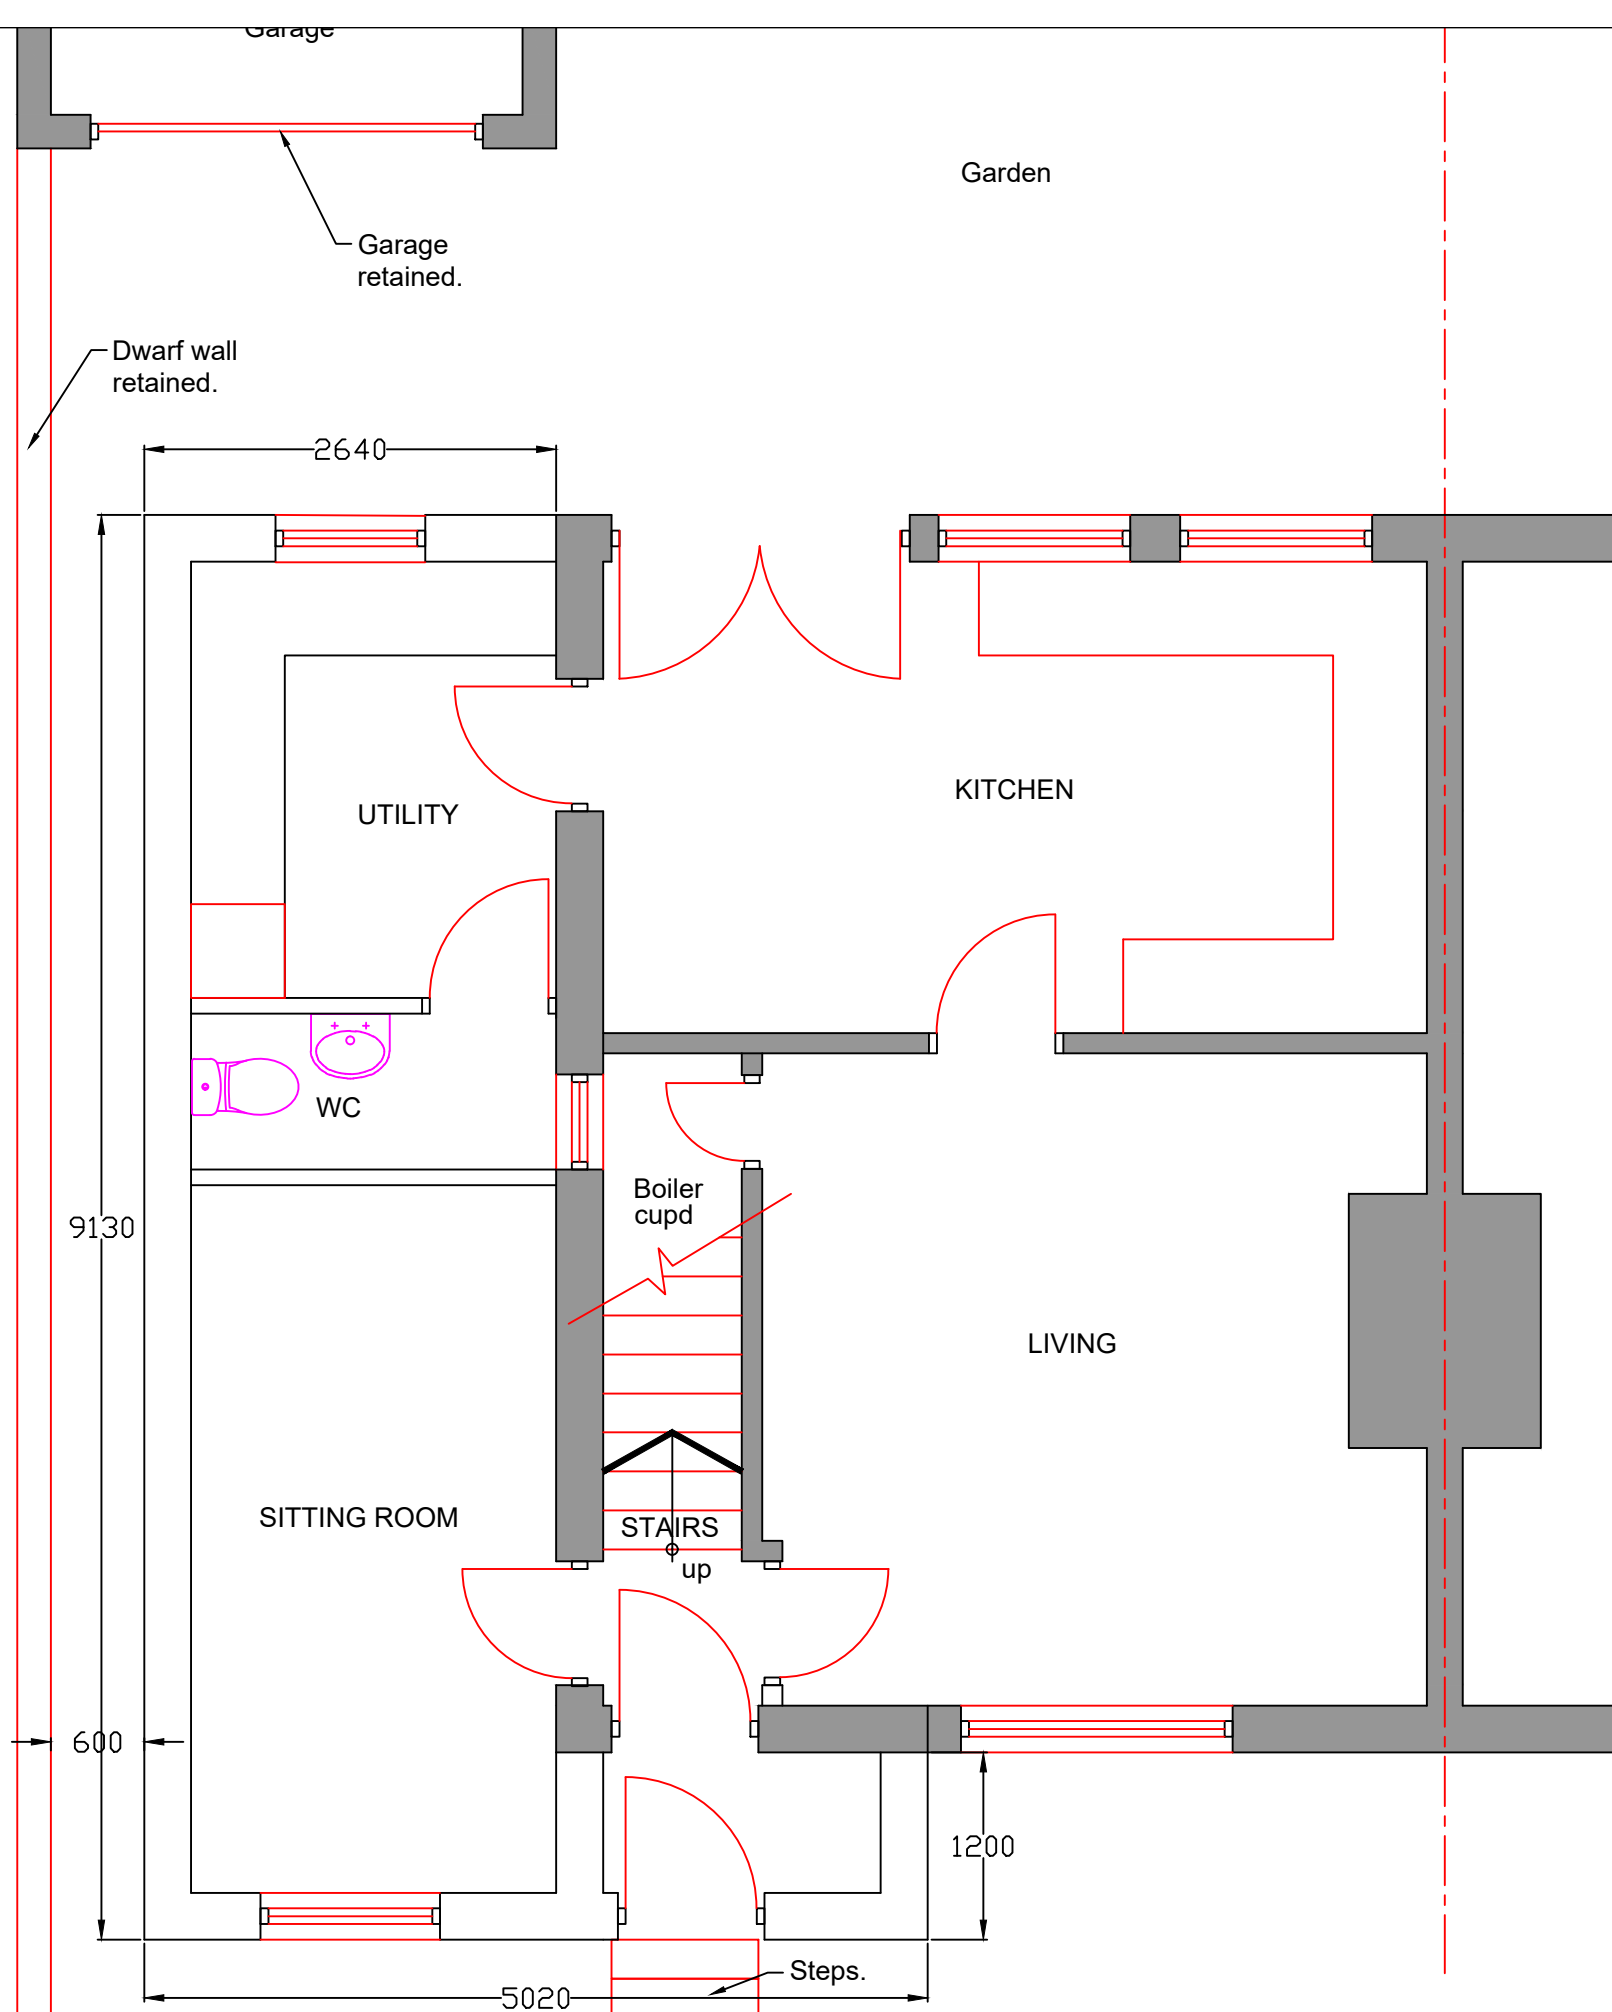 Garage
Garden
Garage
retained.
Dwarf wall
retained.
2640
KITCHEN
UTILITY
WC
Boiler
cupd
9130
LIVING
SITTING ROOM
STAIRS
up
600
1200
Steps.
5020